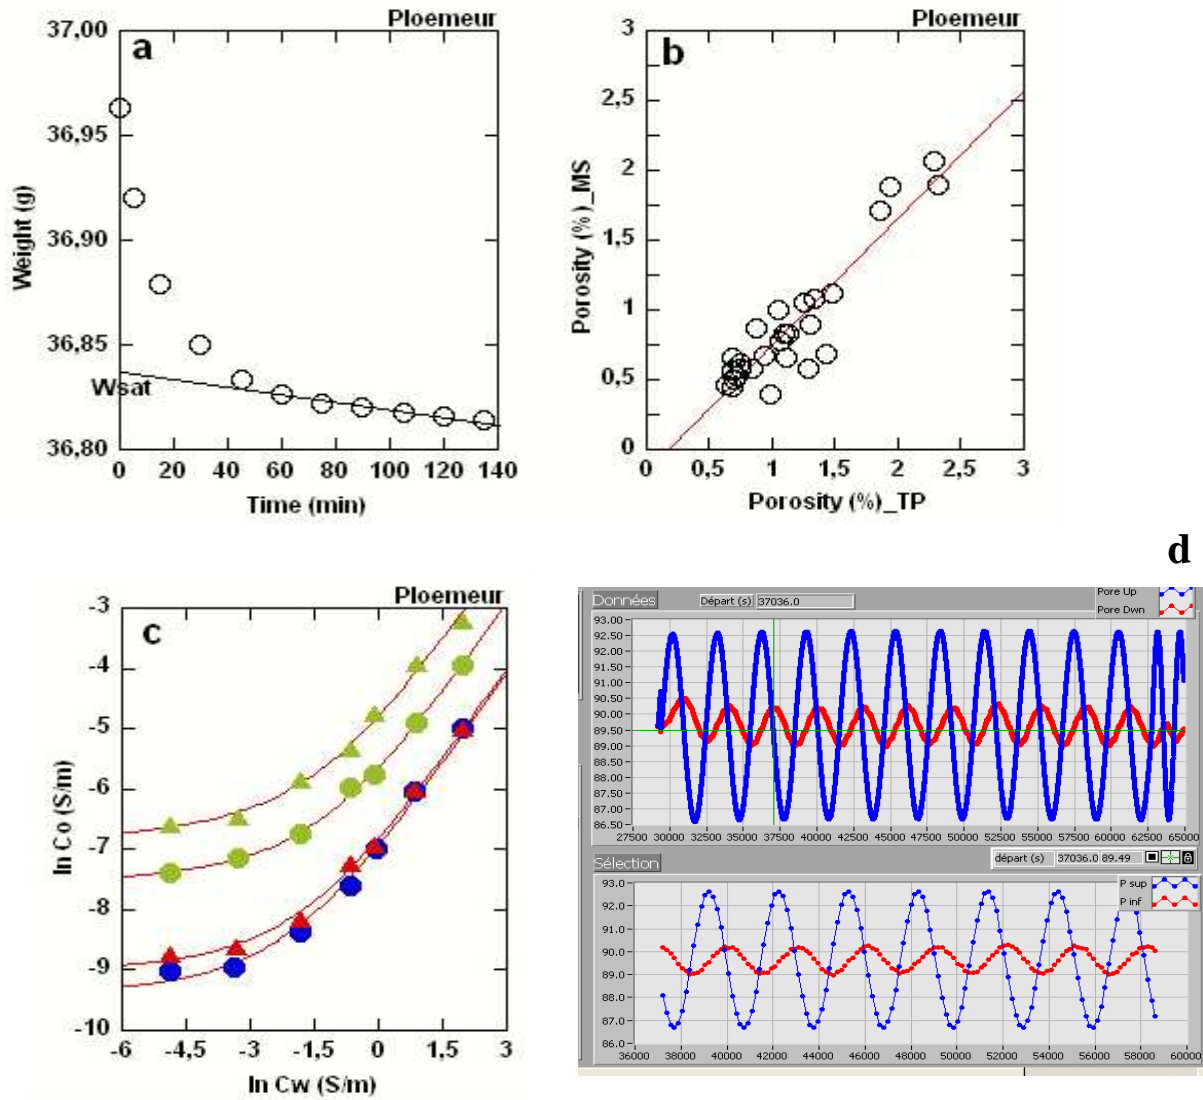 Ploemeur
a
37,00
36,95
36,90
36,85
36,80
Wsat
Weight (g)
0 20 40 60 80 100 120 140
Time (min)
Ploemeur
b
3
2,5
2
1,5
1
0,5
0
Porosity (%)_MS
0 0,5 1 1,5 2 2,5 3
Porosity (%)_TP
Ploemeur
c
-3
-4
-5
-6
-7
-8
-9
-10
ln Co (S/m)
-6 -4,5 -3 -1,5 0 1,5 3
ln Cw (S/m)
d
Données
Départ (s) 37036.0
Pore Up
Pore Dwn
93.00
92.50
92.00
91.50
91.00
90.50
90.00
89.50
89.00
88.50
88.00
87.50
87.00
86.50
27500 30000 32500 35000 37500 40000 42500 45000 47500 50000 52500 55000 57500 60000 62500 65000
Sélection
départ (s) 37036.0 89.49
P sup
P inf
93.0
92.0
91.0
90.0
89.0
88.0
87.0
86.0
36000 38000 40000 42000 44000 46000 48000 50000 52000 54000 56000 58000 60000